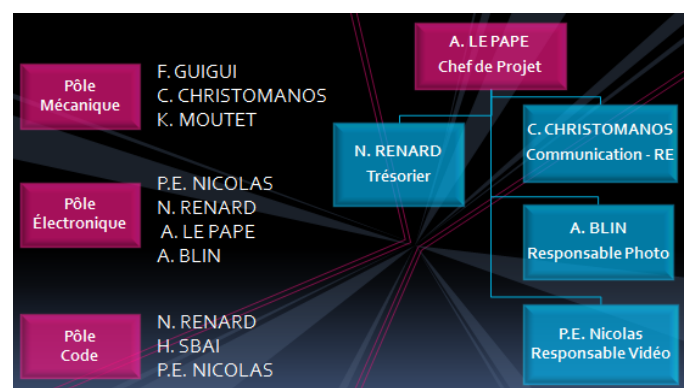 Pôle
Mécanique
F. GUIGUI
C. CHRISTOMANOS
K. MOUTET
Pôle
Électronique
P.E. NICOLAS
N. RENARD
A. LE PAPE
A. BLIN
Pôle
Code
N. RENARD
H. SBAI
P.E. NICOLAS
A. LE PAPE
Chef de Projet
N. RENARD
Trésorier
C. CHRISTOMANOS
Communication - RE
A. BLIN
Responsable Photo
P.E. Nicolas
Responsable Vidéo